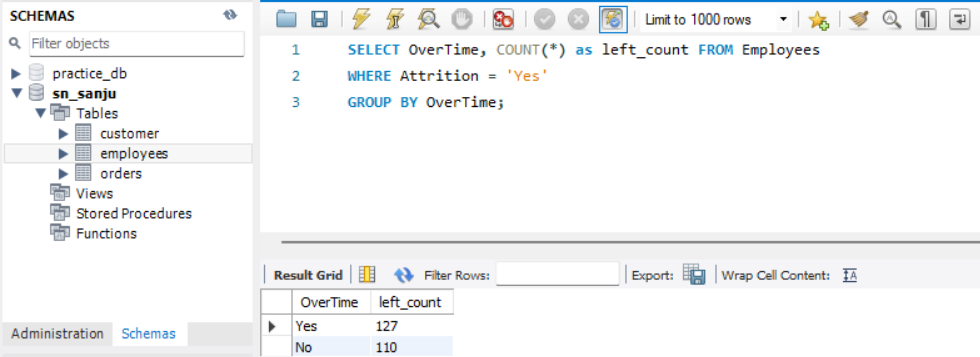 SCHEMAS
Filter objects
practice_db
sn_sanju
Tables
customer
employees
orders
Views
Stored Procedures
Functions
Administration Schemas
Limit to 1000 rows
1 SELECT OverTime, COUNT(*) as left_count FROM Employees
2 WHERE Attrition = 'Yes'
3 GROUP BY OverTime;
Result Grid Filter Rows: Export: Wrap Cell Content:
OverTime left_count
Yes 127
No 110